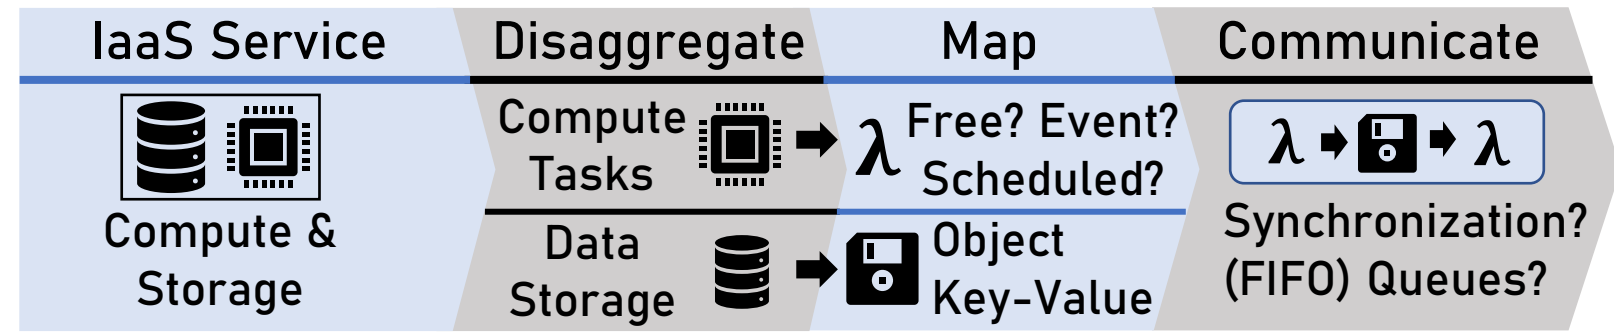 IaaS Service
Compute &
Storage
Disaggregate
Compute
Tasks
Data
Storage
Map
λ Free? Event?
Scheduled?
Object
Key-Value
Communicate
λ λ
Synchronization?
(FIFO) Queues?